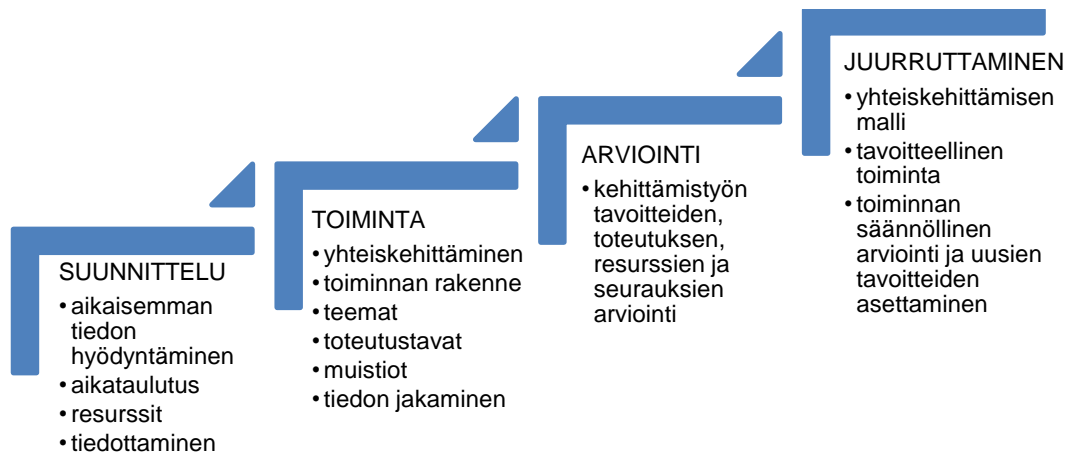 SUUNNITTELU
• aikaisemman
tiedon
hyödyntäminen
• aikataulutus
• resurssit
• tiedottaminen
TOIMINTA
• yhteiskehittäminen
• toiminnan rakenne
• teemat
• toteutustavat
• muistiot
• tiedon jakaminen
ARVIOINTI
• kehittämistyön
tavoitteiden,
toteutuksen,
resurssien ja
seurauksien
arviointi
JUURRUTTAMINEN
• yhteiskehittämisen
malli
• tavoitteellinen
toiminta
• toiminnan
säännöllinen
arviointi ja uusien
tavoitteiden
asettaminen